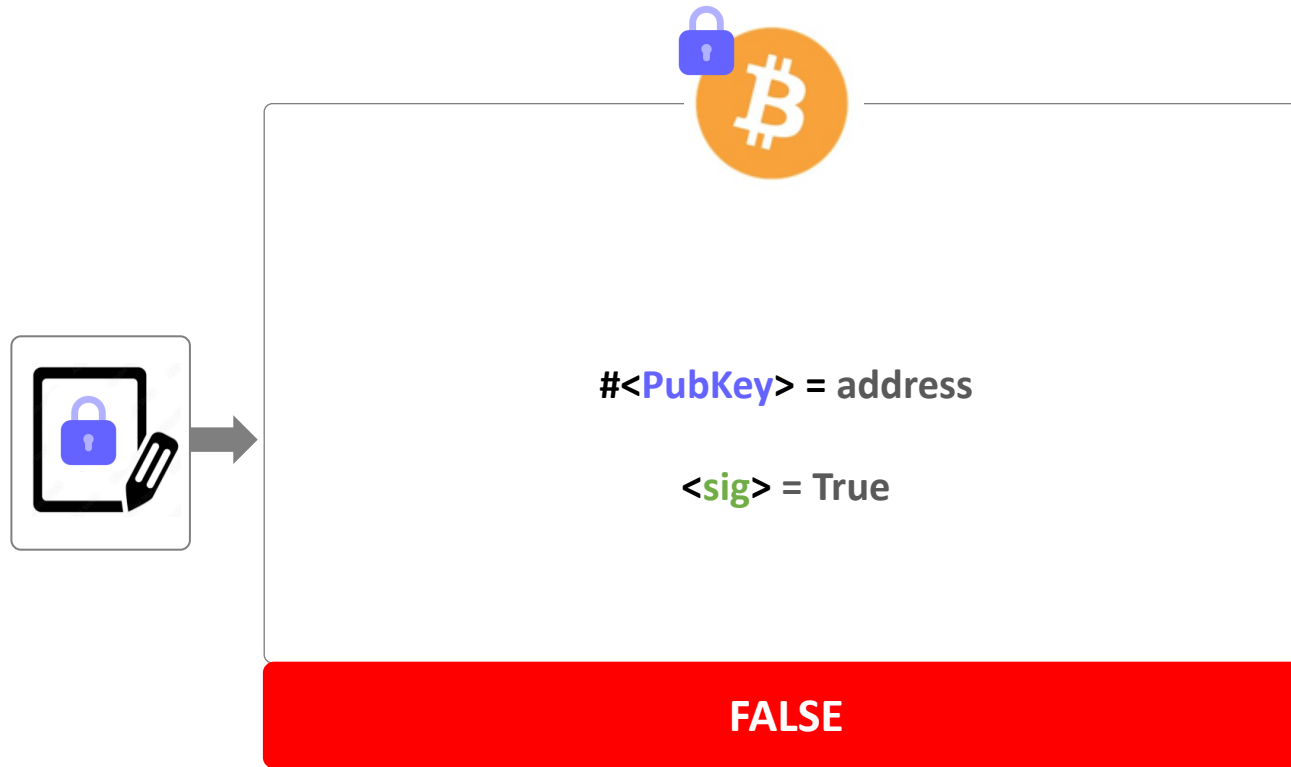 #<PubKey> = address
<sig> = True
FALSE